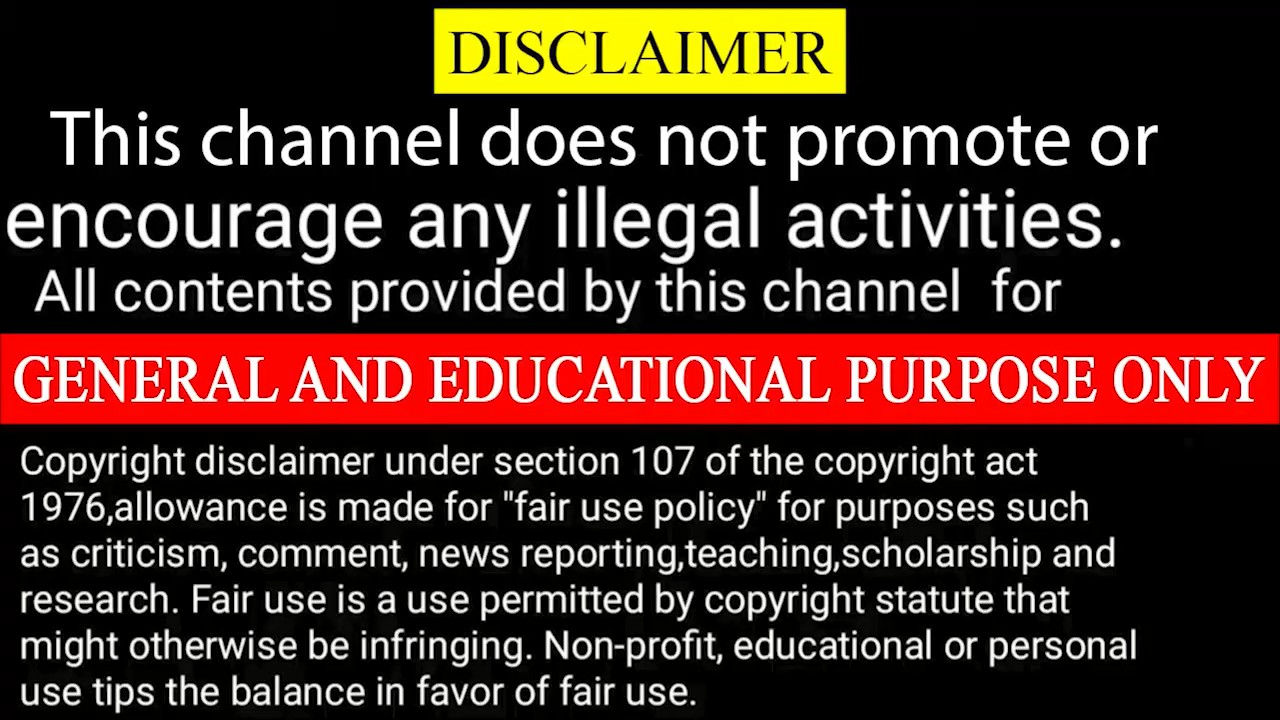 DISCLAIMER
This channel does not promote or
encourage any illegal activities.
All contents provided by this channel for
GENERAL AND EDUCATIONAL PURPOSE ONLY
Copyright disclaimer under section 107 of the copyright act
1976,allowance is made for "fair use policy" for purposes such
as criticism, comment, news reporting,teaching,scholarship and
research. Fair use is a use permitted by copyright statute that
might otherwise be infringing. Non-profit, educational or personal
use tips the balance in favor of fair use.